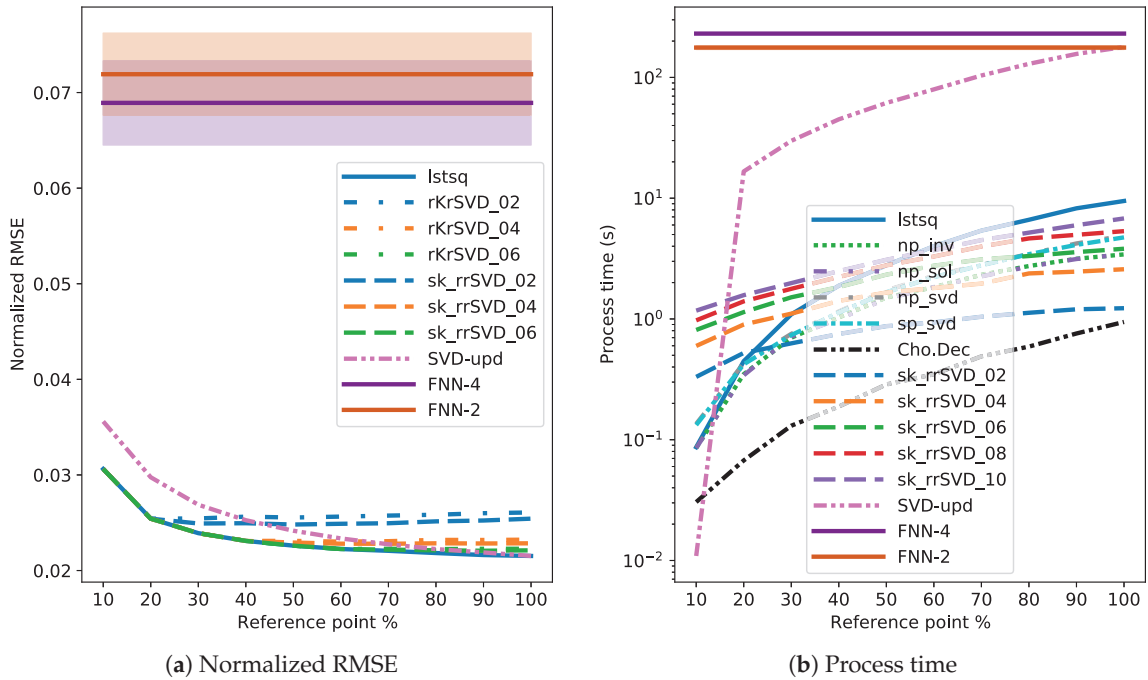 0.07
0.06
0.05
0.04
0.03
0.02
Normalized RMSE
10 20 30 40 50 60 70 80 90 100
Reference point %
lstsq
rKrSVD_02
rKrSVD_04
rKrSVD_06
sk_rrSVD_02
sk_rrSVD_04
sk_rrSVD_06
SVD-upd
FNN-4
FNN-2
(a) Normalized RMSE
10²
10¹
10⁰
10⁻¹
10⁻²
Process time (s)
10 20 30 40 50 60 70 80 90 100
Reference point %
lstsq
np_inv
np_sol
np_svd
sp_svd
Cho.Dec
sk_rrSVD_02
sk_rrSVD_04
sk_rrSVD_06
sk_rrSVD_08
sk_rrSVD_10
SVD-upd
FNN-4
FNN-2
(b) Process time